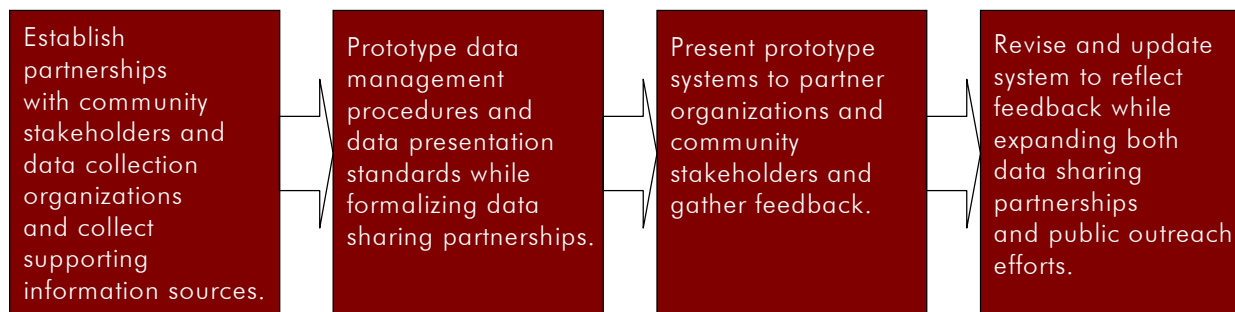 Establish
partnerships
with community
stakeholders and
data collection
organizations
and collect
supporting
information sources.
Prototype data
management
procedures and
data presentation
standards while
formalizing data
sharing partnerships.
Present prototype
systems to partner
organizations and
community
stakeholders and
gather feedback.
Revise and update
system to reflect
feedback while
expanding both
data sharing
partnerships
and public outreach
efforts.